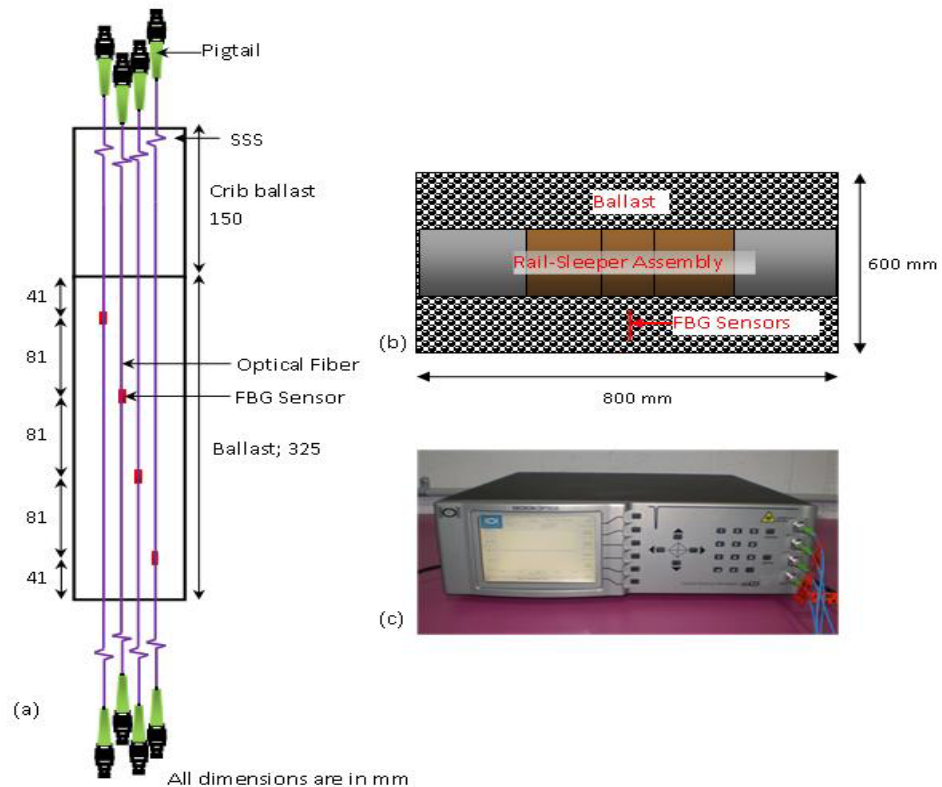 Pigtail
SSS
Crib ballast
150
41
81
Optical Fiber
FBG Sensor
81
Ballast; 325
81
41
(a)
All dimensions are in mm
Ballast
Rail-Sleeper Assembly
600 mm
FBG Sensors
(b)
800 mm
(c)